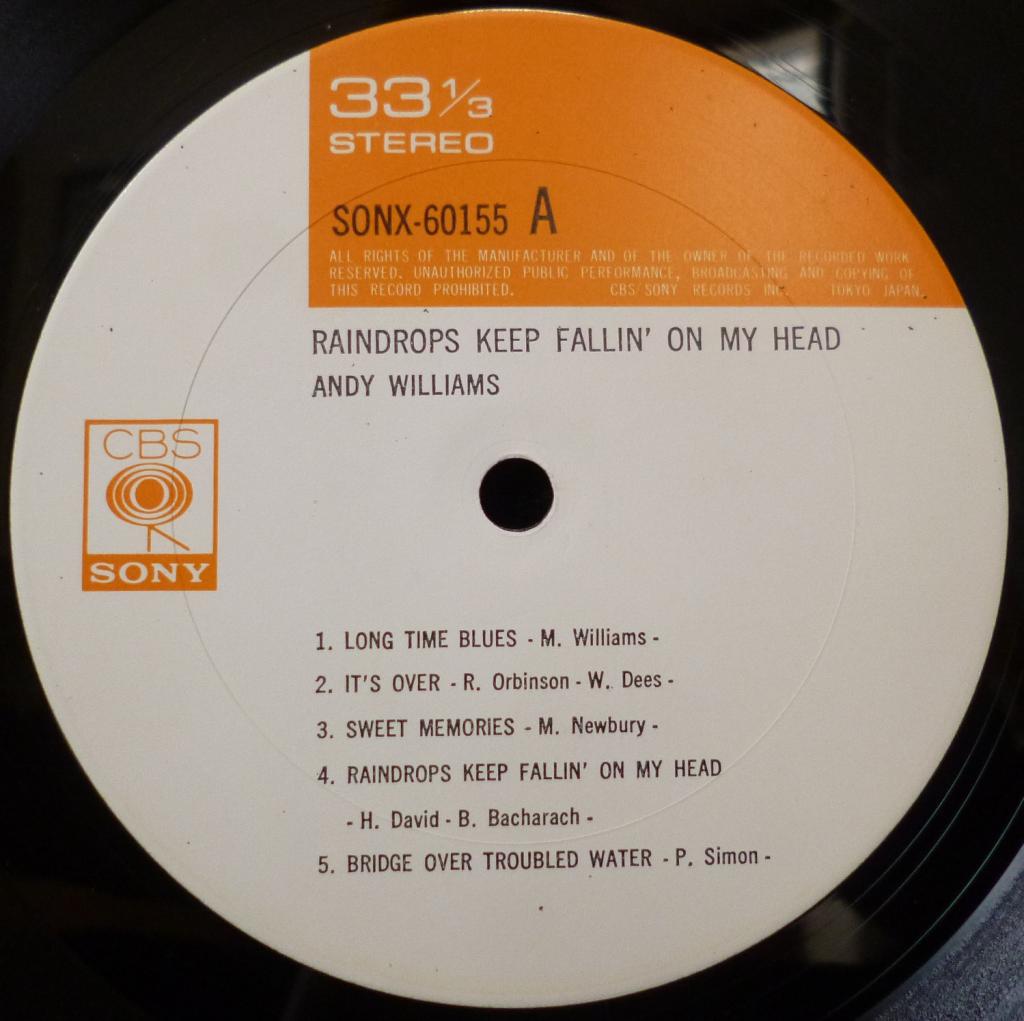 33 1/3
STEREO
SONX-60155 A
ALL RIGHTS OF THE MANUFACTURER AND OF THE OWNER OF THE RECORDED WORK
RESERVED. UNAUTHORIZED PUBLIC PERFORMANCE, BROADCASTING AND COPYING OF
THIS RECORD PROHIBITED. CBS/SONY RECORDS INC. TOKYO JAPAN.
RAINDROPS KEEP FALLIN' ON MY HEAD
ANDY WILLIAMS
CBS
SONY
1. LONG TIME BLUES - M. Williams -
2. IT'S OVER - R. Orbinson - W. Dees -
3. SWEET MEMORIES - M. Newbury -
4. RAINDROPS KEEP FALLIN' ON MY HEAD
- H. David - B. Bacharach -
5. BRIDGE OVER TROUBLED WATER - P. Simon -